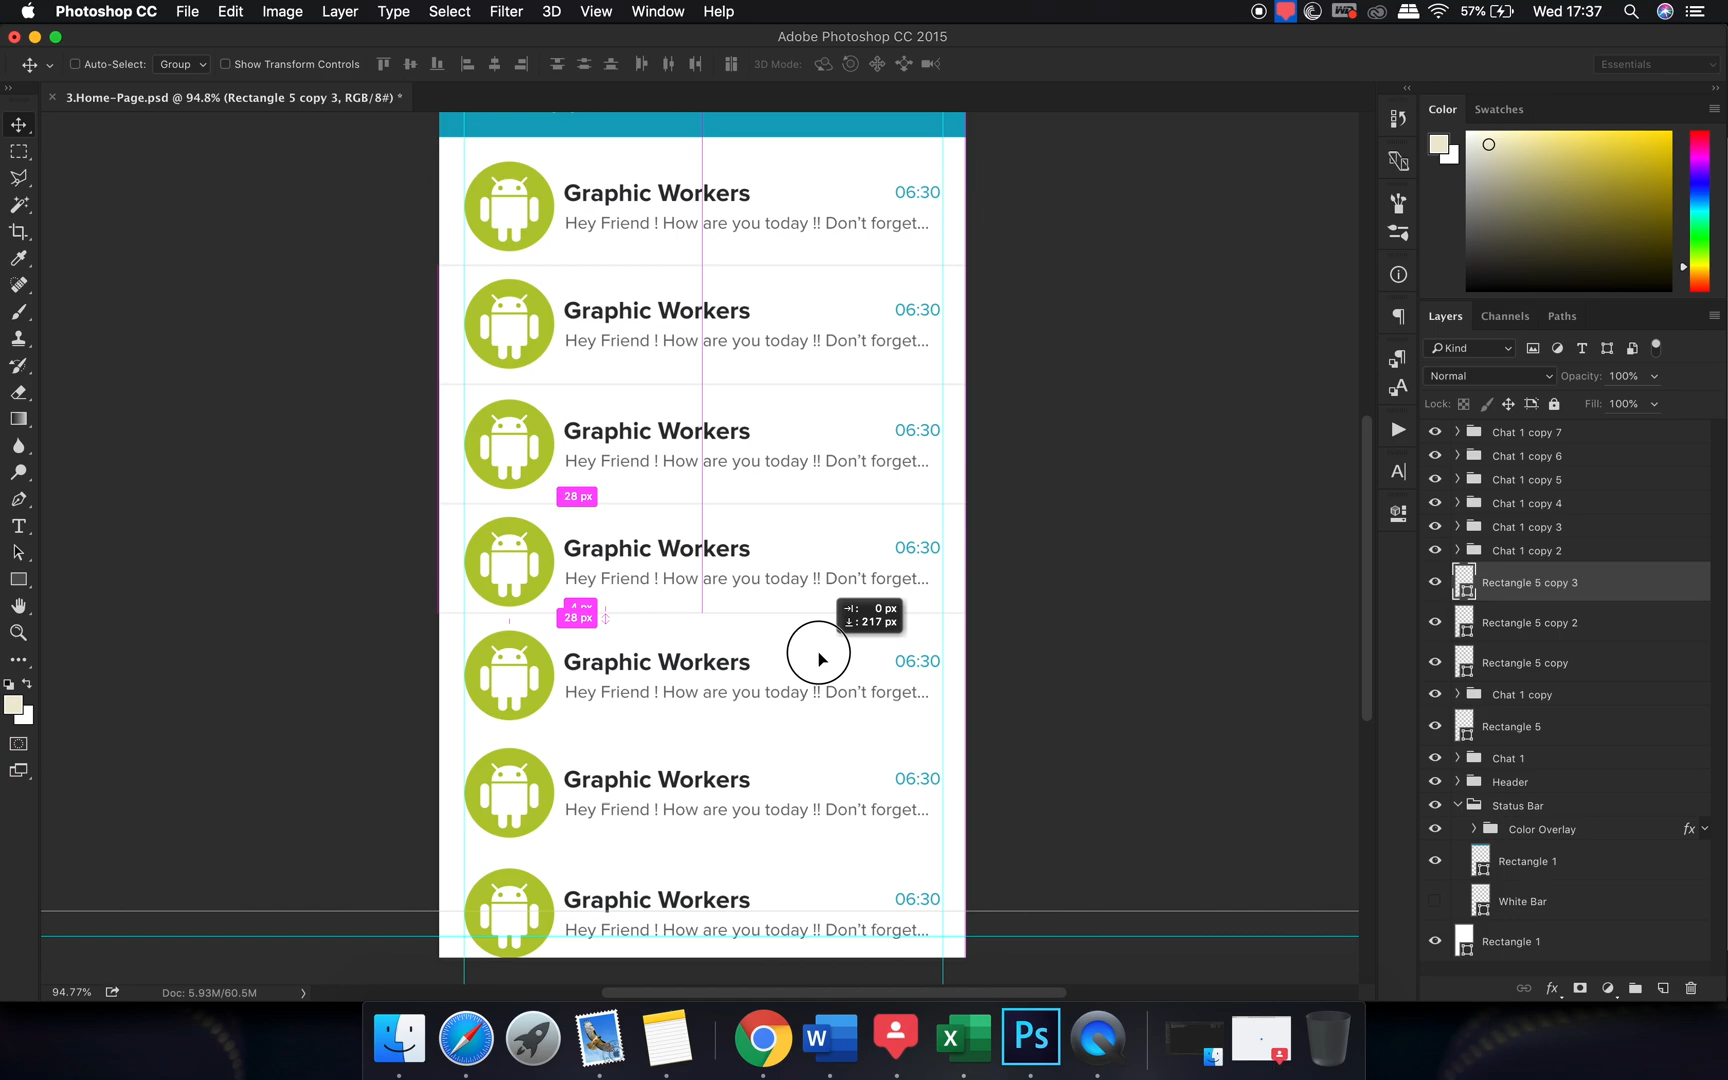 Photoshop CC File Edit Image Layer Type Select Filter 3D View Window Help 57% Wed 17:37
Adobe Photoshop CC 2015
Auto-Select: Group Show Transform Controls 3D Mode: Essentials
3.Home-Page.psd @ 94.8% (Rectangle 5 copy 3, RGB/8#) *
Graphic Workers 06:30
Hey Friend ! How are you today !! Don't forget...
Graphic Workers 06:30
Hey Friend ! How are you today !! Don't forget...
Graphic Workers 06:30
Hey Friend ! How are you today !! Don't forget...
28 px
Graphic Workers 06:30
Hey Friend ! How are you today !! Don't forget...
28 px
0 px
: 217 px
Graphic Workers 06:30
Hey Friend ! How are you today !! Don't forget...
Graphic Workers 06:30
Hey Friend ! How are you today !! Don't forget...
Graphic Workers 06:30
Hey Friend ! How are you today !! Don't forget...
94.77% Doc: 5.93M/60.5M
Color Swatches
Layers Channels Paths
Kind
Normal Opacity: 100%
Lock: Fill: 100%
Chat 1 copy 7
Chat 1 copy 6
Chat 1 copy 5
Chat 1 copy 4
Chat 1 copy 3
Chat 1 copy 2
Rectangle 5 copy 3
Rectangle 5 copy 2
Rectangle 5 copy
Chat 1 copy
Rectangle 5
Chat 1
Header
Status Bar
Color Overlay fx
Rectangle 1
White Bar
Rectangle 1
fx
W X Ps